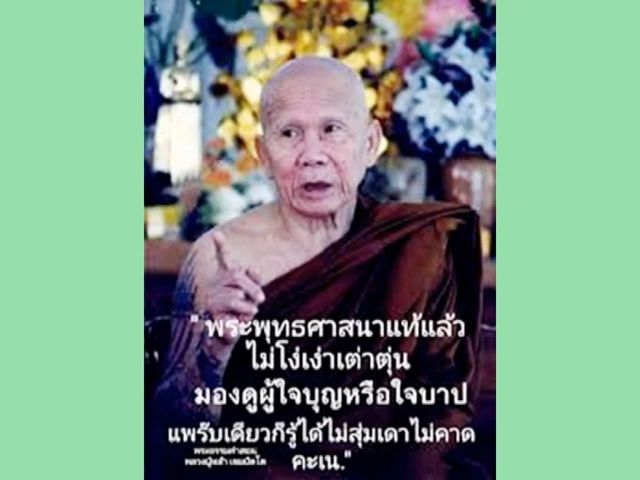 " พระพุทธศาสนาแท้แล้ว
ไม่โง่เง่าเต่าตุ่น
มองดูผู้ใจบุญหรือใจบาป
แพรับเดียวก็รู้ได้ไม่สุ่มเดาไม่คาด
คะเน."